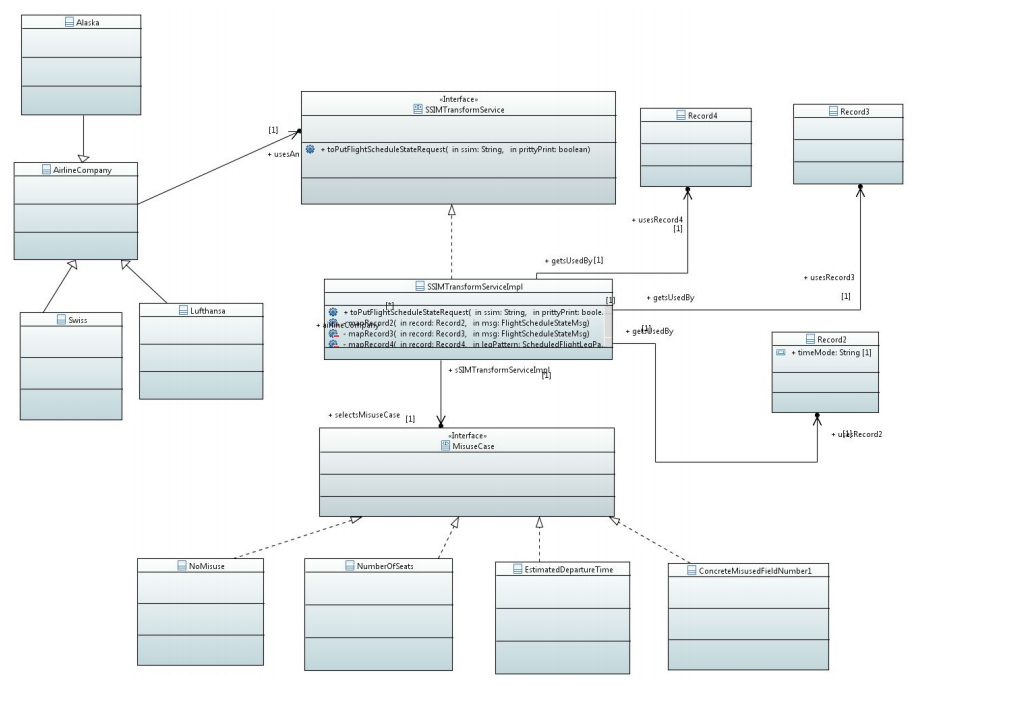 Alaska
«Interface»
SSIMTransformService
+ toPutFlightScheduleStateRequest( in ssim: String, in prittyPrint: boolean)
Record4
Record3
[1]
+ usesAn
AirlineCompany
+ usesRecord4
[1]
+ getsUsedBy [1]
+ usesRecord3
[1]
SSIMTransformServiceImpl
[*]
[1]
+ getsUsedBy
+ toPutFlightScheduleStateRequest( in ssim: String, in prittyPrint: boole.
- mapRecord2( in record: Record2, in msg: FlightScheduleStateMsg)
+ airlineCompany
- mapRecord3( in record: Record3, in msg: FlightScheduleStateMsg)
- mapRecord4( in record: Record4, in legPattern: ScheduledFlightLegPa.
+ getsUsedBy
[1]
Swiss
Lufthansa
Record2
+ timeMode: String [1]
+ sSIMTransformServiceImpl
[1]
+ selectsMisuseCase [1]
+ usesRecord2
[1]
«Interface»
MisuseCase
NoMisuse
NumberOfSeats
EstimatedDepartureTime
ConcreteMisusedFieldNumber1